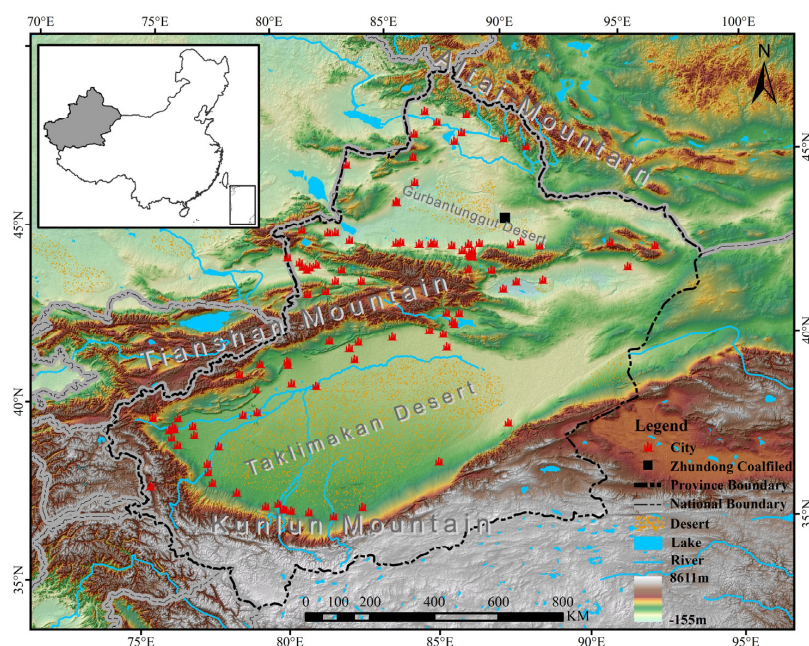 70°E 75°E 80°E 85°E 90°E 95°E 100°E
N
Altai Mountain
45°N
Gurbantunggut Desert
45°N
Tianshan Mountain
40°N
40°N
Taklimakan Desert
Legend
City
Zhundong Coalfiled
Province Boundary
National Boundary
Desert
Lake
River
8611m
-155m
Kunlun Mountain
35°N
35°N
0 100 200 400 600 800
KM
75°E 80°E 85°E 90°E 95°E